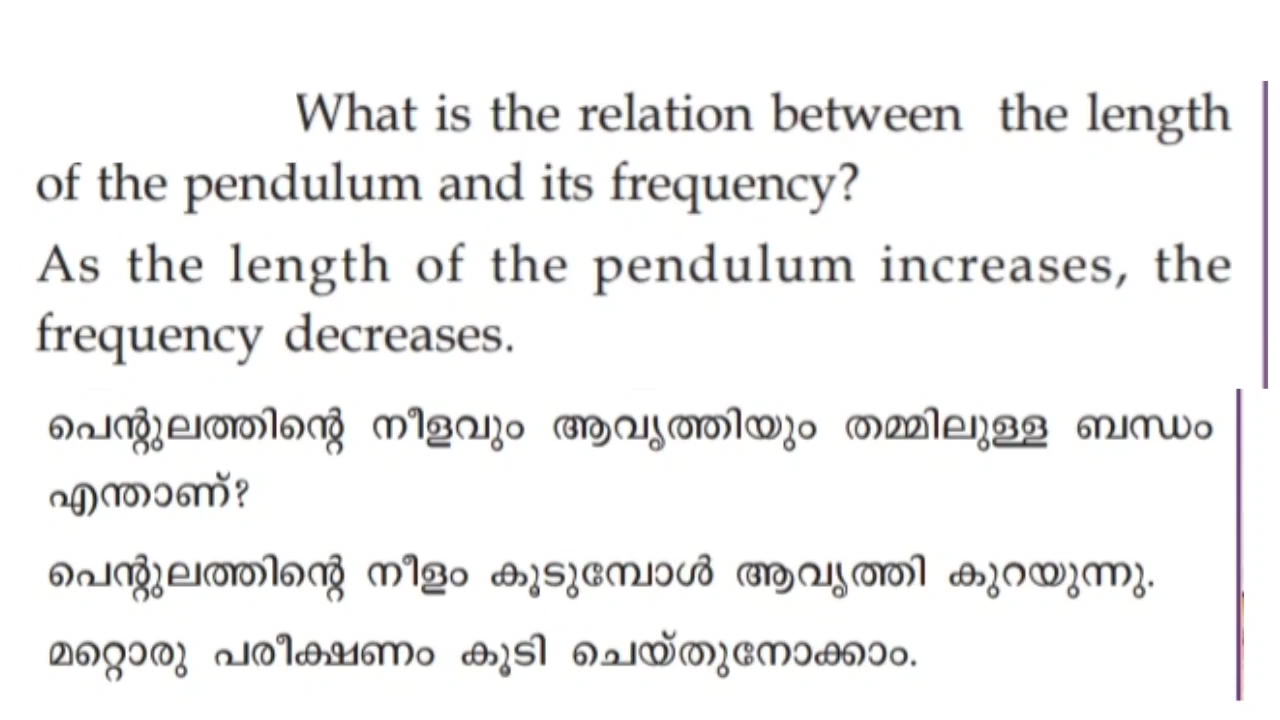 What is the relation between the length
of the pendulum and its frequency?
As the length of the pendulum increases, the
frequency decreases.
പെന്റുലത്തിന്റെ നീളവും ആവൃത്തിയും തമ്മിലുള്ള ബന്ധം
എന്താണ്?
പെന്റുലത്തിന്റെ നീളം കൂടുമ്പോൾ ആവൃത്തി കുറയുന്നു.
മറ്റൊരു പരീക്ഷണം കൂടി ചെയ്തുനോക്കാം.